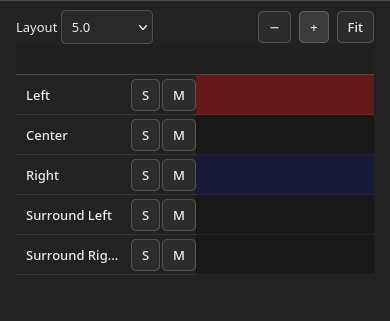 Layout 5.0 − + Fit
Left S M
Center S M
Right S M
Surround Left S M
Surround Rig... S M